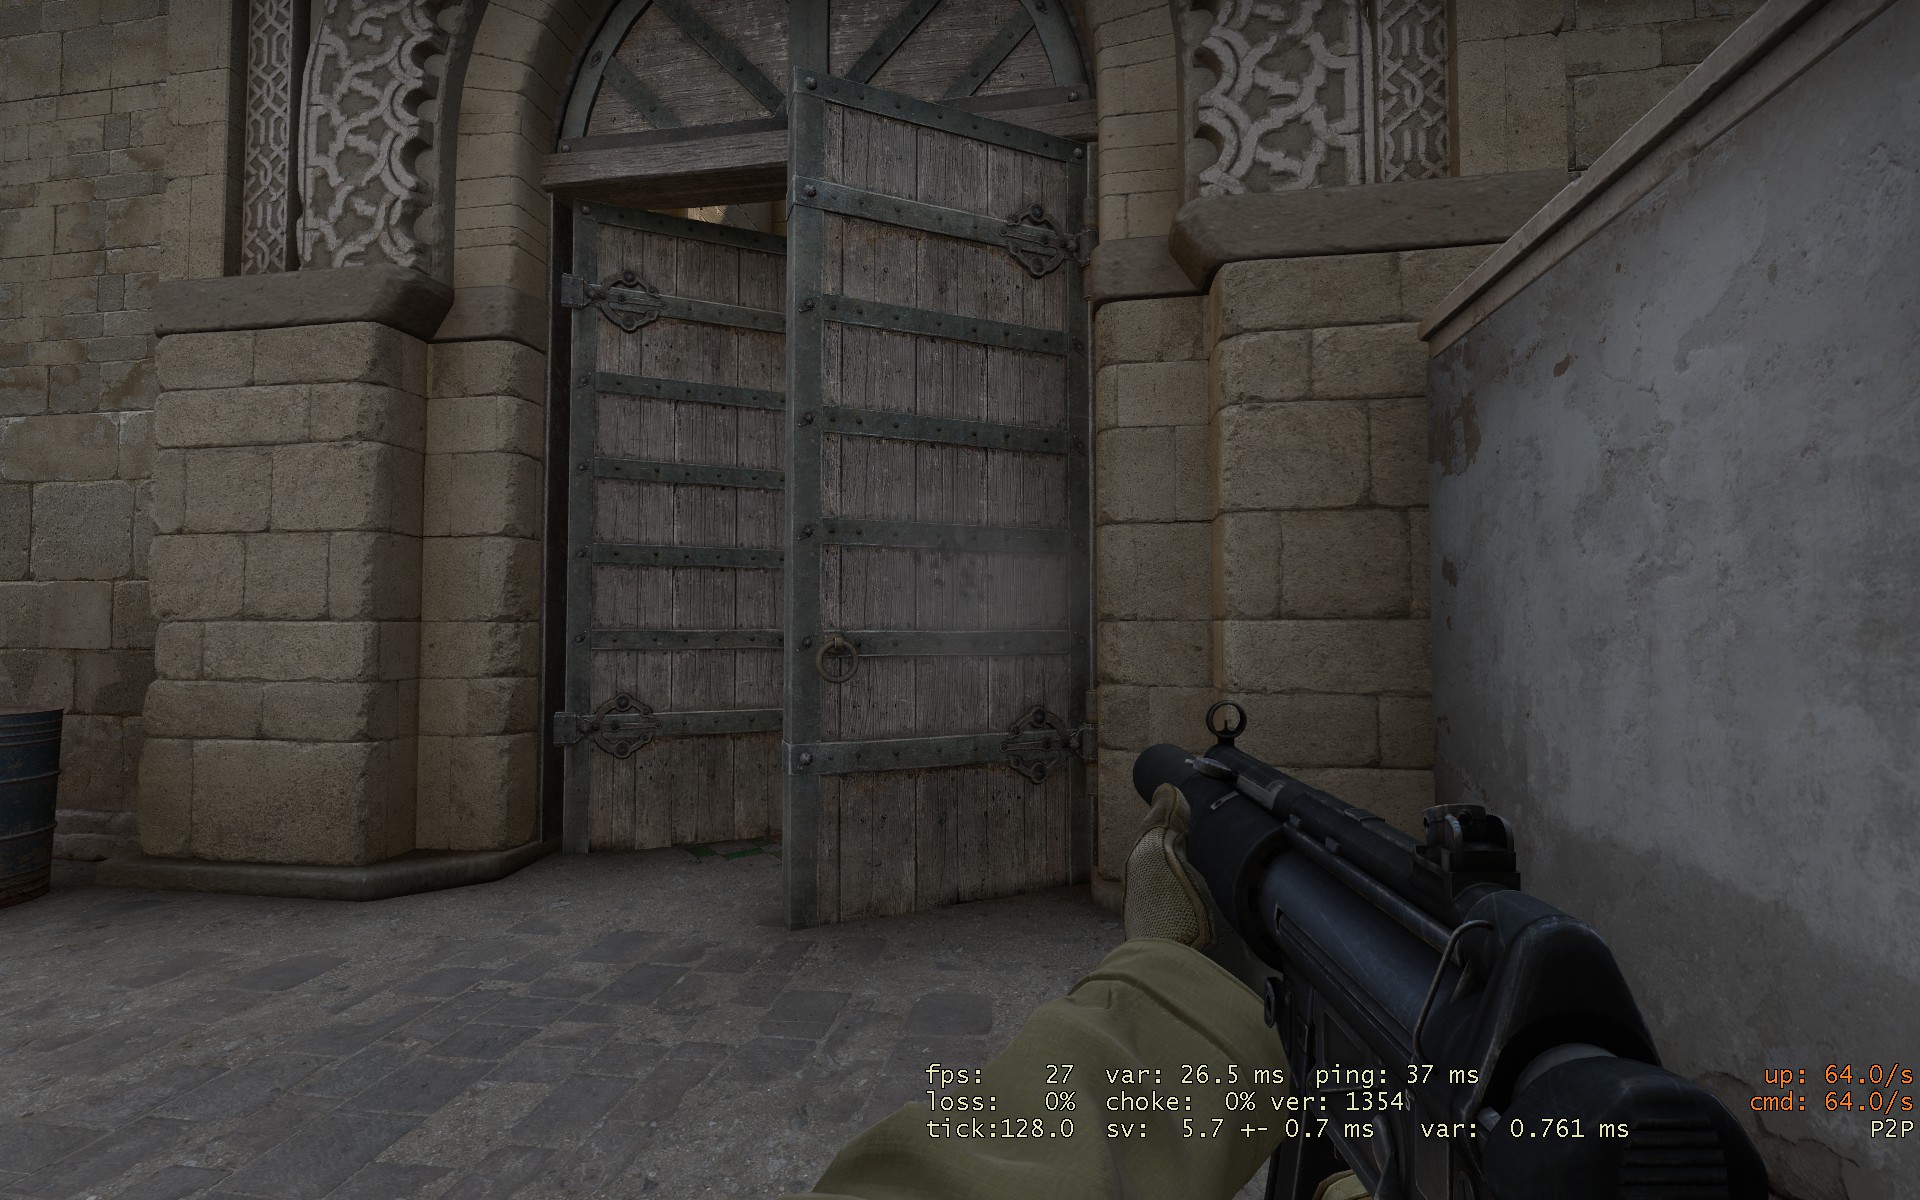 fps: 27 var: 26.5 ms ping: 37 ms
loss: 0% choke: 0% ver: 1354
tick:128.0 sv: 5.7 +- 0.7 ms var: 0.761 ms
up: 64.0/s
cmd: 64.0/s
P2P